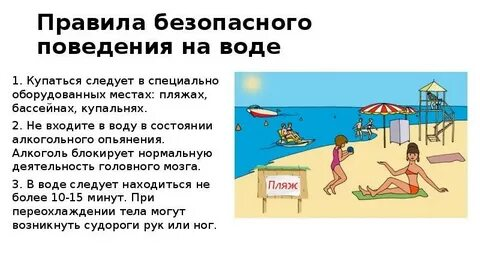 Правила безопасного
поведения на воде
1. Купаться следует в специально
оборудованных местах: пляжах,
бассейнах, купальнях.
2. Не входите в воду в состоянии
алкогольного опьянения.
Алкоголь блокирует нормальную
деятельность головного мозга.
3. В воде следует находиться не
более 10-15 минут. При
переохлаждении тела могут
возникнуть судороги рук или ног.
Пляж